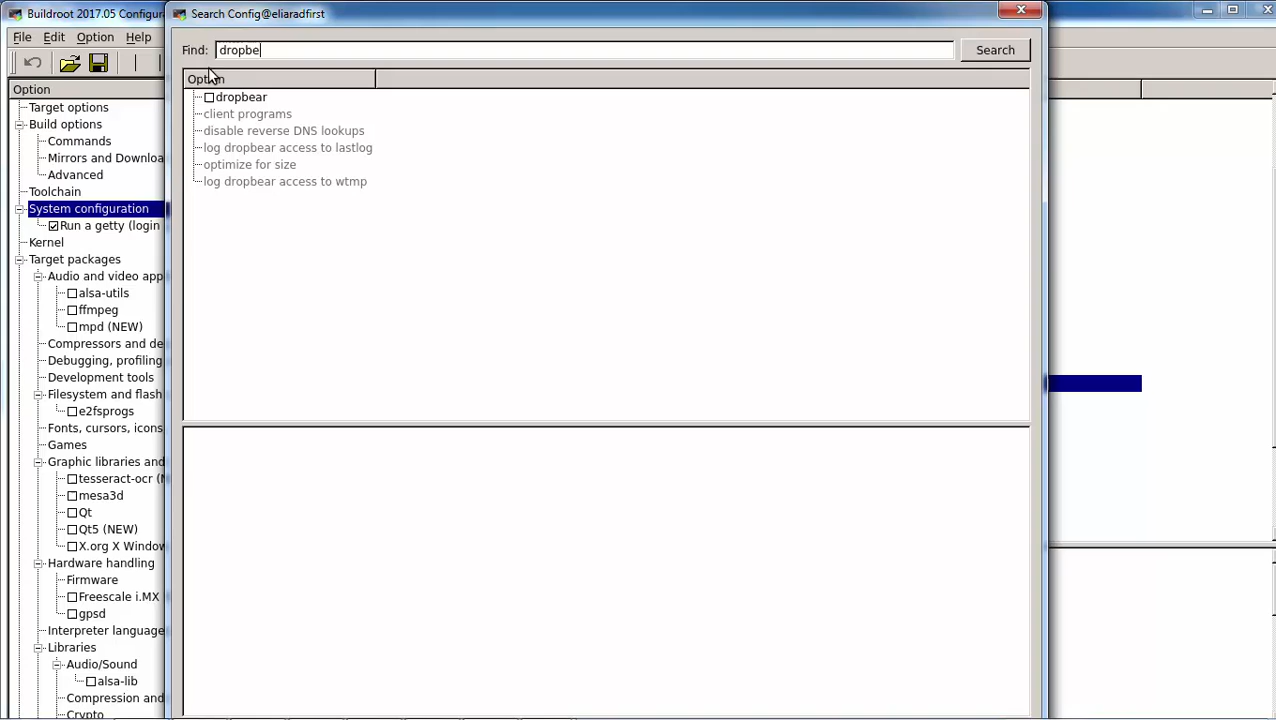 Buildroot 2017.05 Configura
Search Config@eliaradfirst
File Edit Option Help
Find: dropbe
Search
Option
Option
dropbear
client programs
disable reverse DNS lookups
log dropbear access to lastlog
optimize for size
log dropbear access to wtmp
Target options
Build options
Commands
Mirrors and Downloa
Advanced
Toolchain
System configuration
Run a getty (login
Kernel
Target packages
Audio and video app
alsa-utils
ffmpeg
mpd (NEW)
Compressors and de
Debugging, profiling
Development tools
Filesystem and flash
e2fsprogs
Fonts, cursors, icons
Games
Graphic libraries and
tesseract-ocr (N
mesa3d
Qt
Qt5 (NEW)
X.org X Window
Hardware handling
Firmware
Freescale i.MX
gpsd
Interpreter language
Libraries
Audio/Sound
alsa-lib
Compression and
Crypto